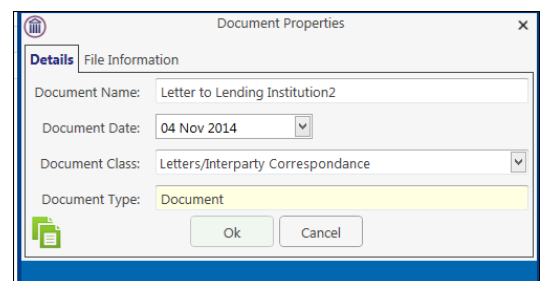 Document Properties
Details File Information
Document Name: Letter to Lending Institution2
Document Date: 04 Nov 2014
Document Class: Letters/Interparty Correspondance
Document Type: Document
Ok Cancel